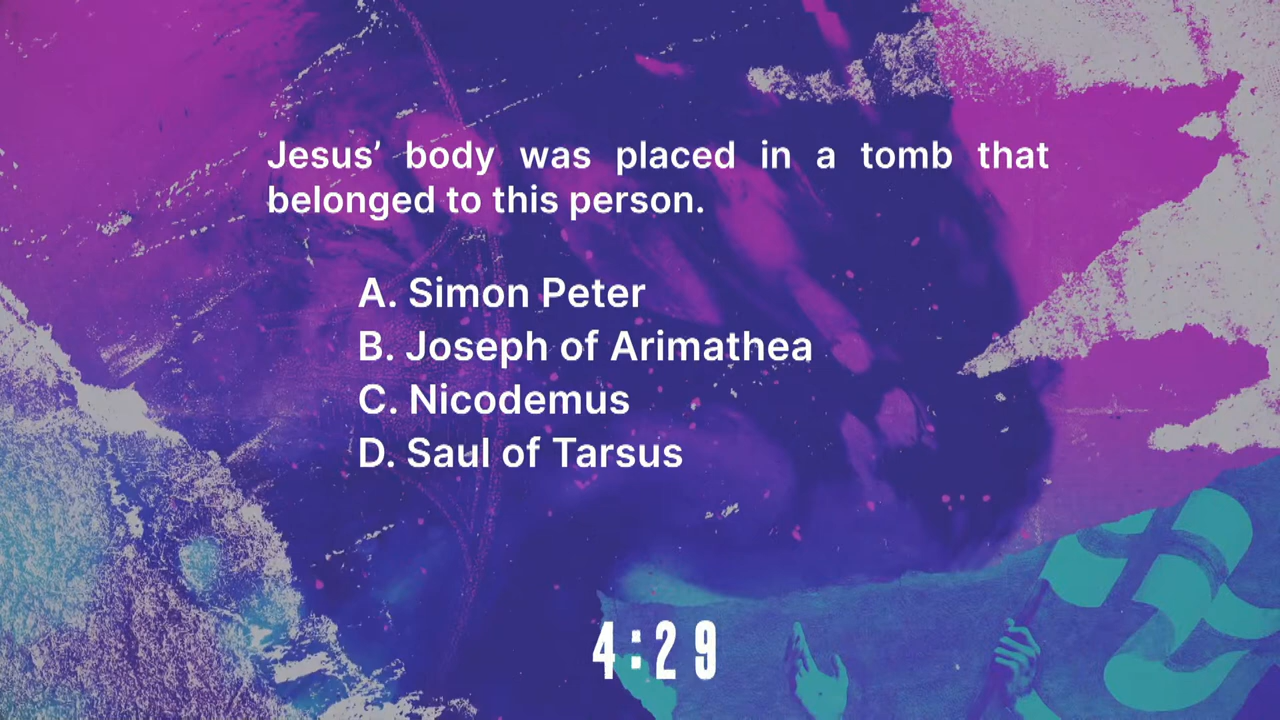 Jesus’ body was placed in a tomb that
belonged to this person.
A. Simon Peter
B. Joseph of Arimathea
C. Nicodemus
D. Saul of Tarsus
4:29